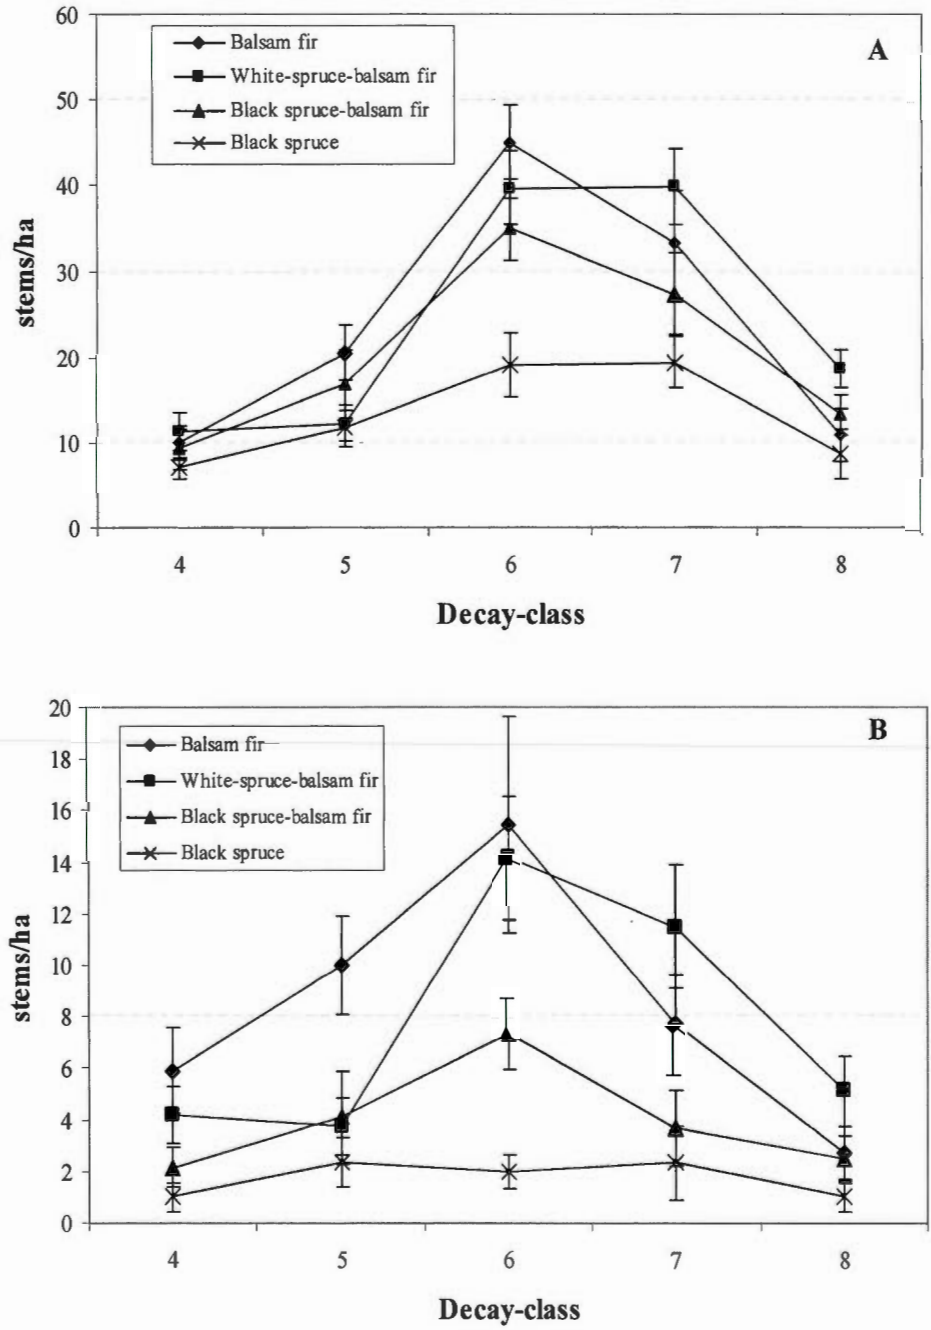 60
50
40
30
20
10
0
stems/ha
Balsam fir
White-spruce-balsam fir
Black spruce-balsam fir
Black spruce
A
4 5 6 7 8
Decay-class
20
18
16
14
12
10
8
6
4
2
0
stems/ha
Balsam fir
White-spruce-balsam fir
Black spruce-balsam fir
Black spruce
B
4 5 6 7 8
Decay-class